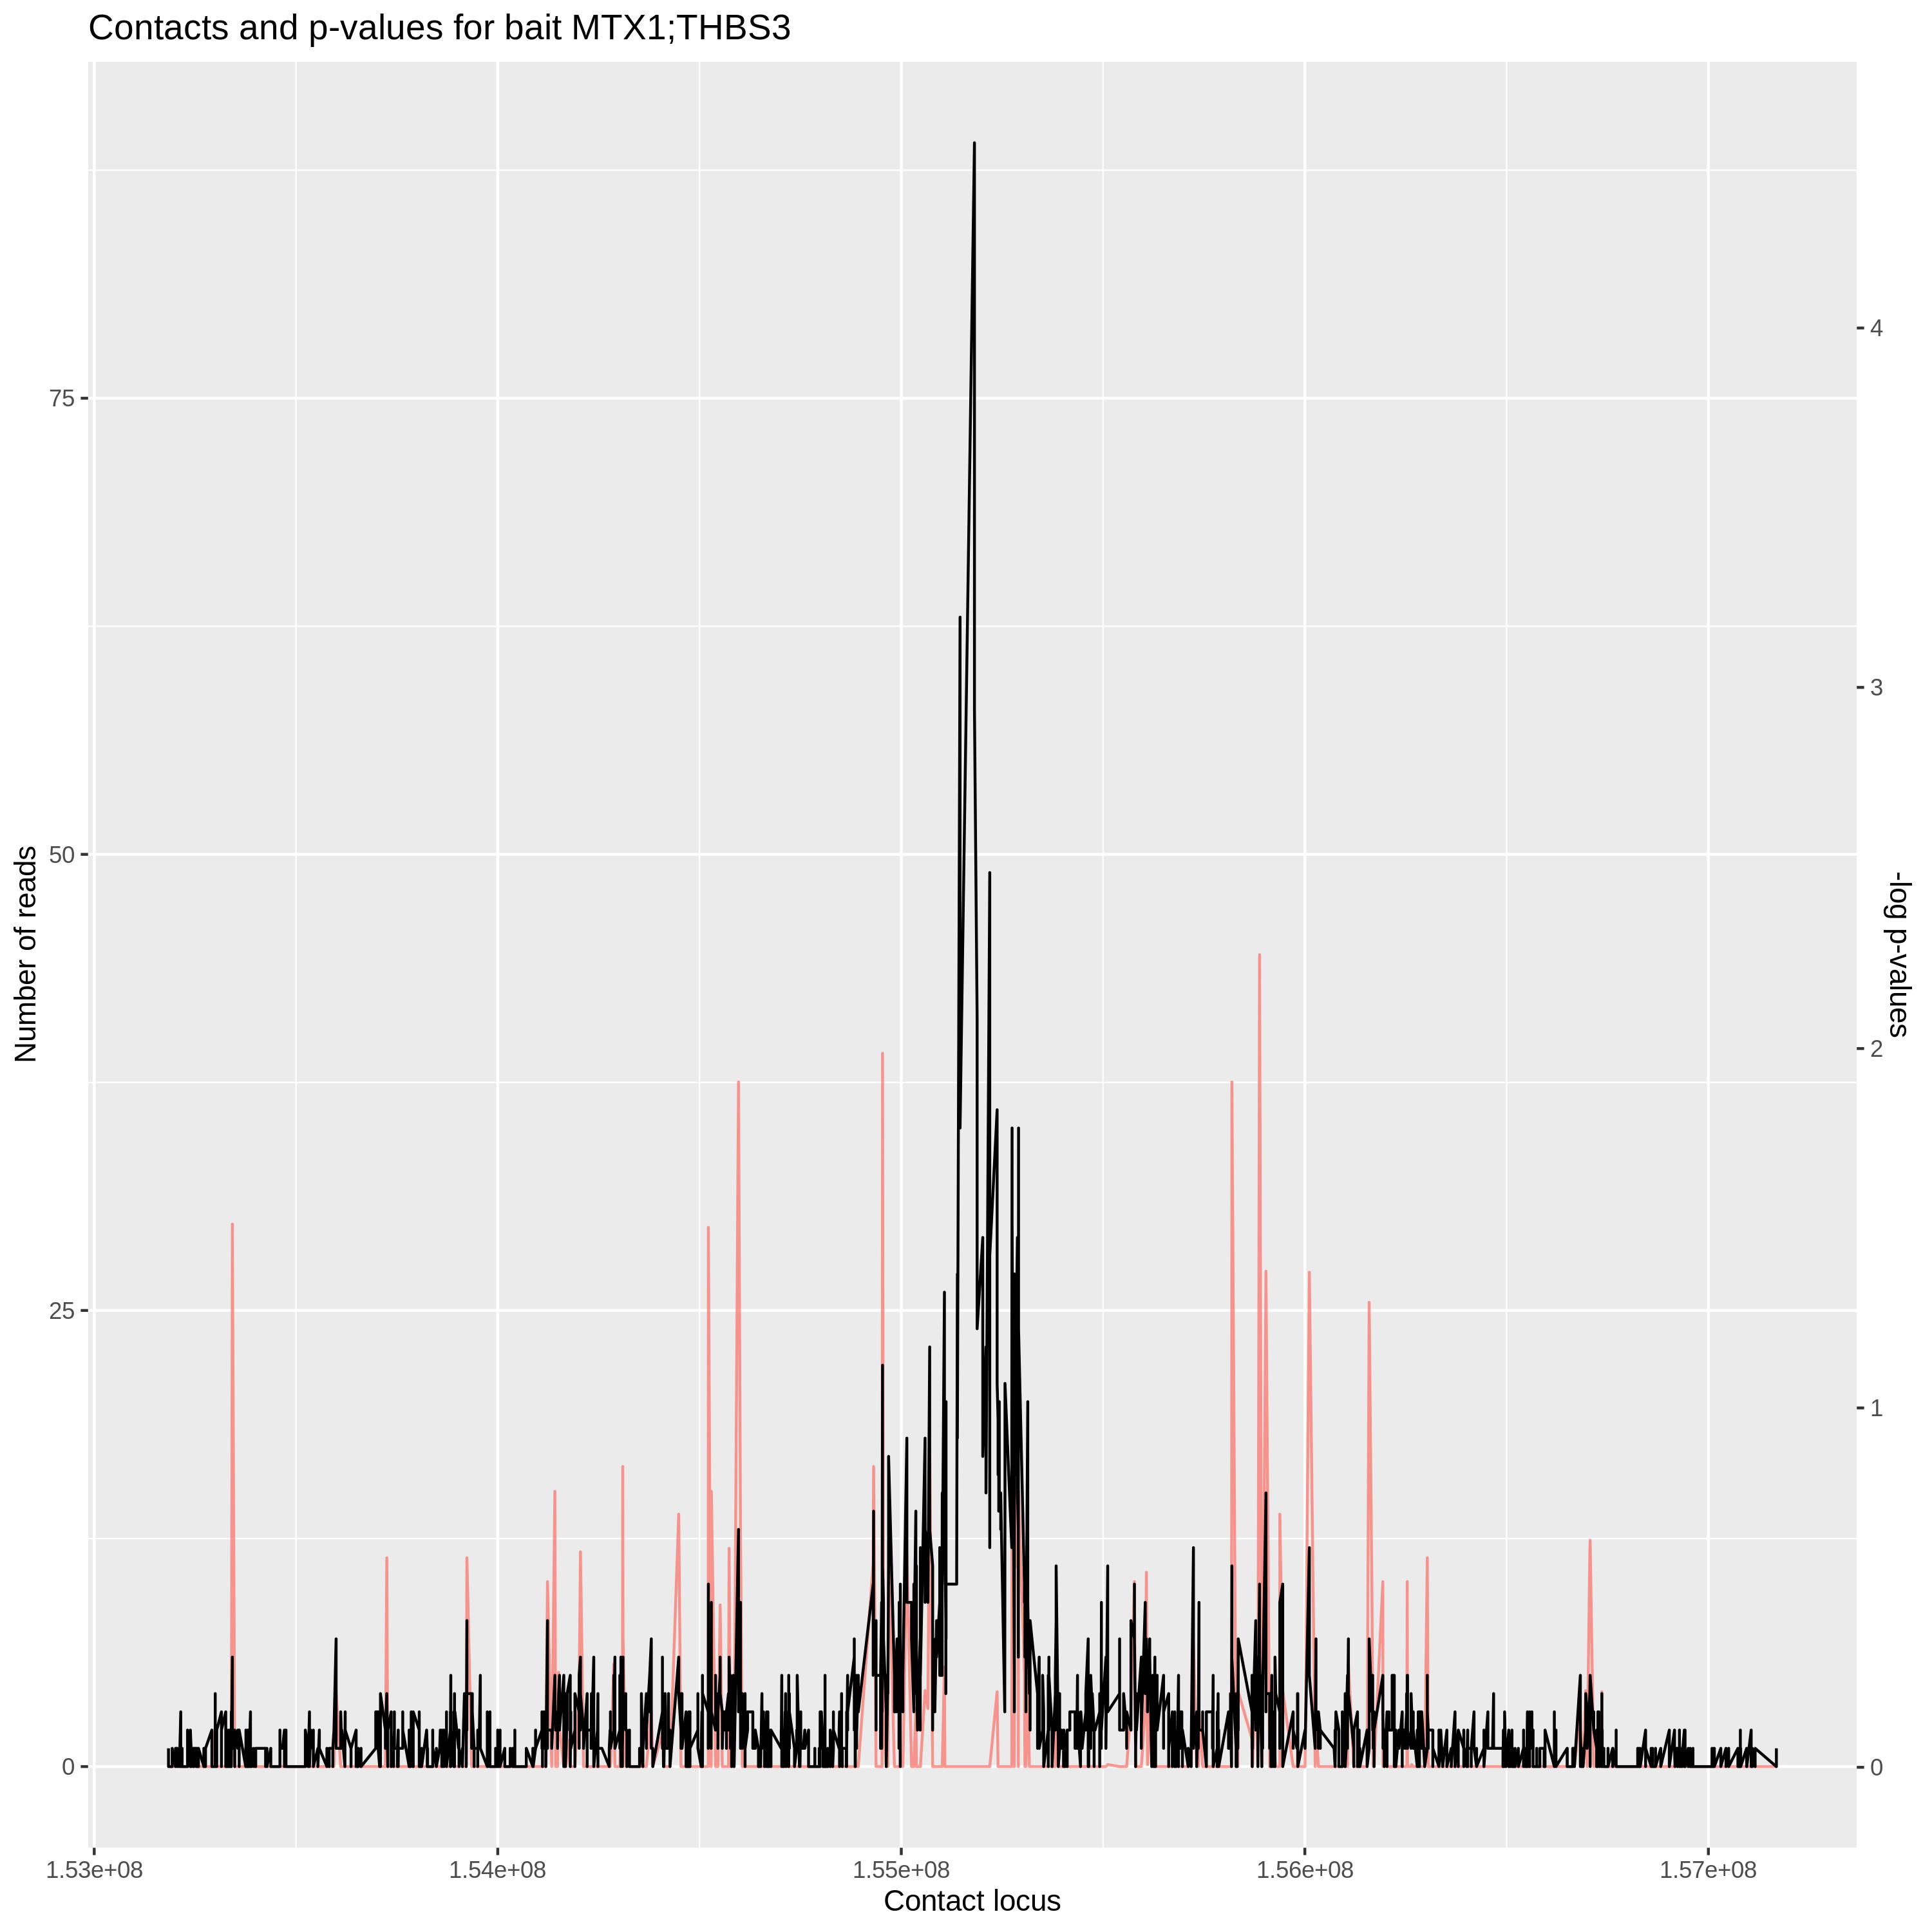 Contacts and p-values for bait MTX1;THBS3
Number of reads
75
50
25
0
4
3
2
1
0
-log p-values
1.53e+08
1.54e+08
1.55e+08
1.56e+08
1.57e+08
Contact locus